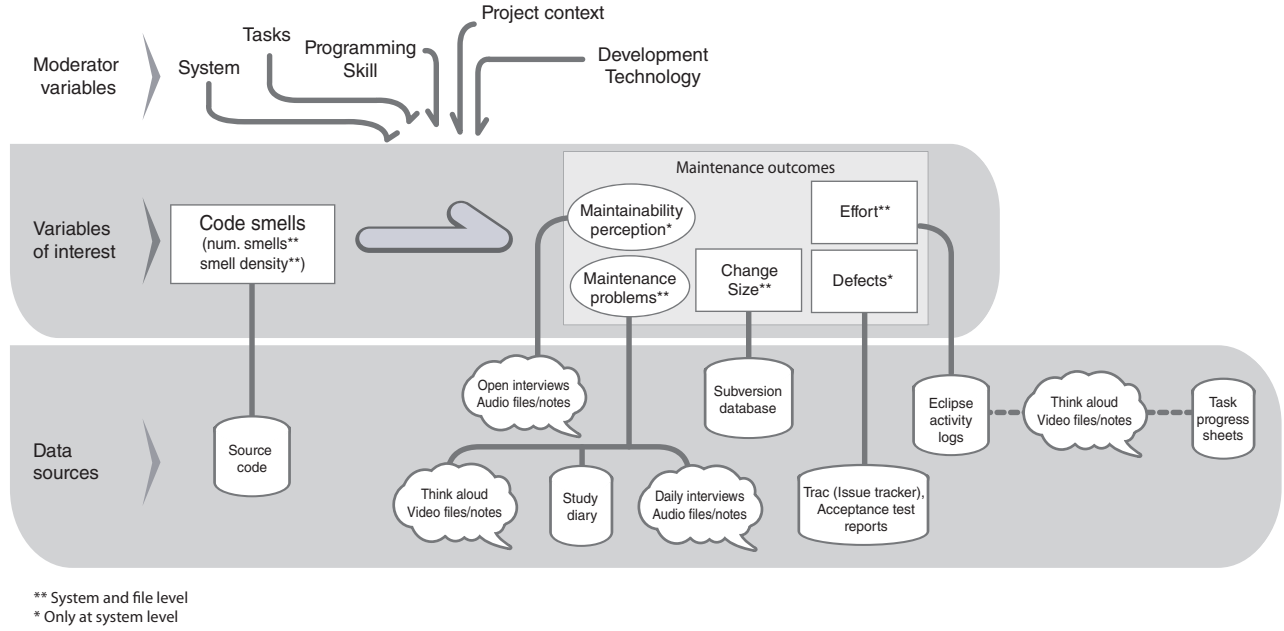 Project context
Tasks
Programming
Skill
Development
Technology
Moderator
variables
System
Maintenance outcomes
Variables
of interest
Code smells
(num. smells**
smell density**)
Maintainability
perception*
Effort**
Maintenance
problems**
Change
Size**
Defects*
Data
sources
Source
code
Open interviews
Audio files/notes
Subversion
database
Eclipse
activity
logs
Think aloud
Video files/notes
Task
progress
sheets
Think aloud
Video files/notes
Study
diary
Daily interviews
Audio files/notes
Trac (Issue tracker),
Acceptance test
reports
** System and file level
* Only at system level